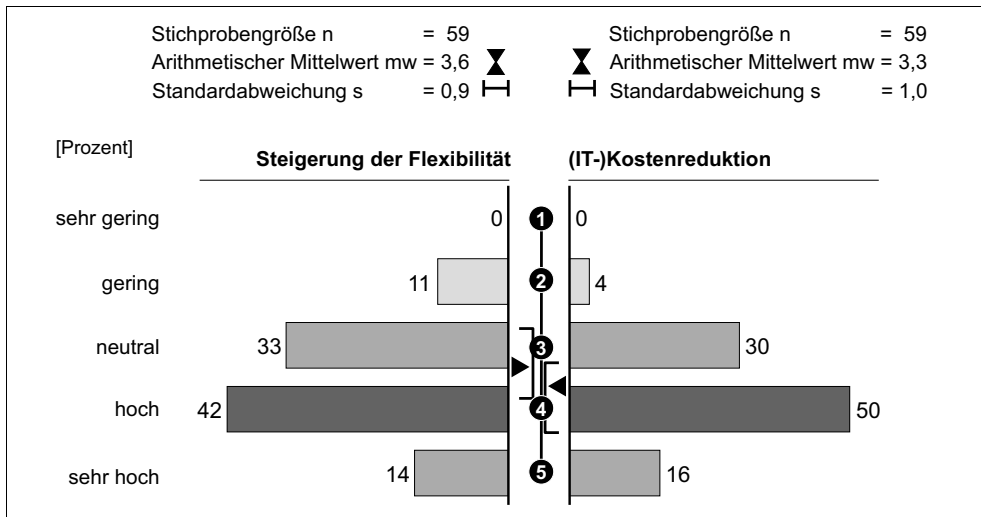 Stichprobengröße n = 59
Arithmetischer Mittelwert mw = 3,6
Standardabweichung s = 0,9
Stichprobengröße n = 59
Arithmetischer Mittelwert mw = 3,3
Standardabweichung s = 1,0
[Prozent]
Steigerung der Flexibilität
(IT-)Kostenreduktion
sehr gering 0 1 0
gering 11 2 4
neutral 33 3 30
hoch 42 4 50
sehr hoch 14 5 16